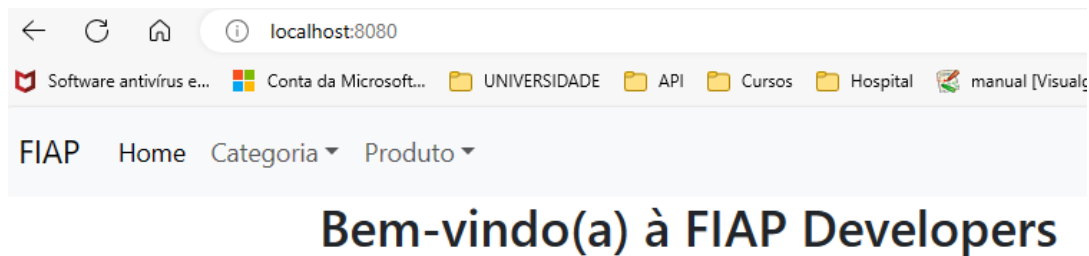 localhost:8080
Software antivírus e... Conta da Microsoft... UNIVERSIDADE API Cursos Hospital manual [Visualg
FIAP Home Categoria Produto
Bem-vindo(a) à FIAP Developers